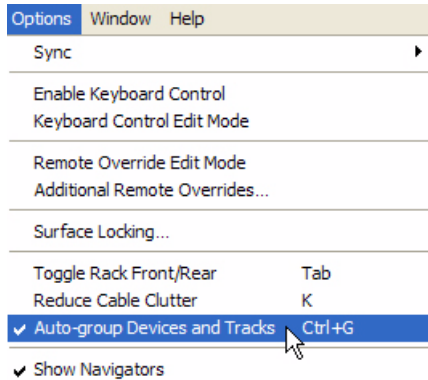 Options Window Help
Sync
Enable Keyboard Control
Keyboard Control Edit Mode
Remote Override Edit Mode
Additional Remote Overrides...
Surface Locking...
Toggle Rack Front/Rear Tab
Reduce Cable Clutter K
Auto-group Devices and Tracks Ctrl+G
Show Navigators